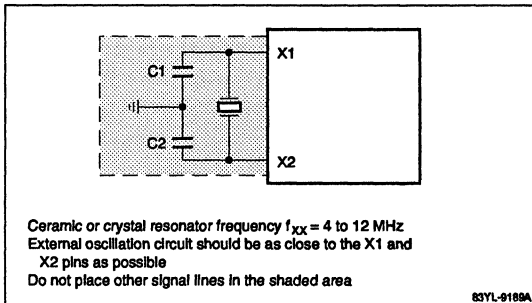 C1
X1
C2
X2
Ceramic or crystal resonator frequency fXX = 4 to 12 MHz
External oscillation circuit should be as close to the X1 and
X2 pins as possible
Do not place other signal lines in the shaded area
83YL-9169A